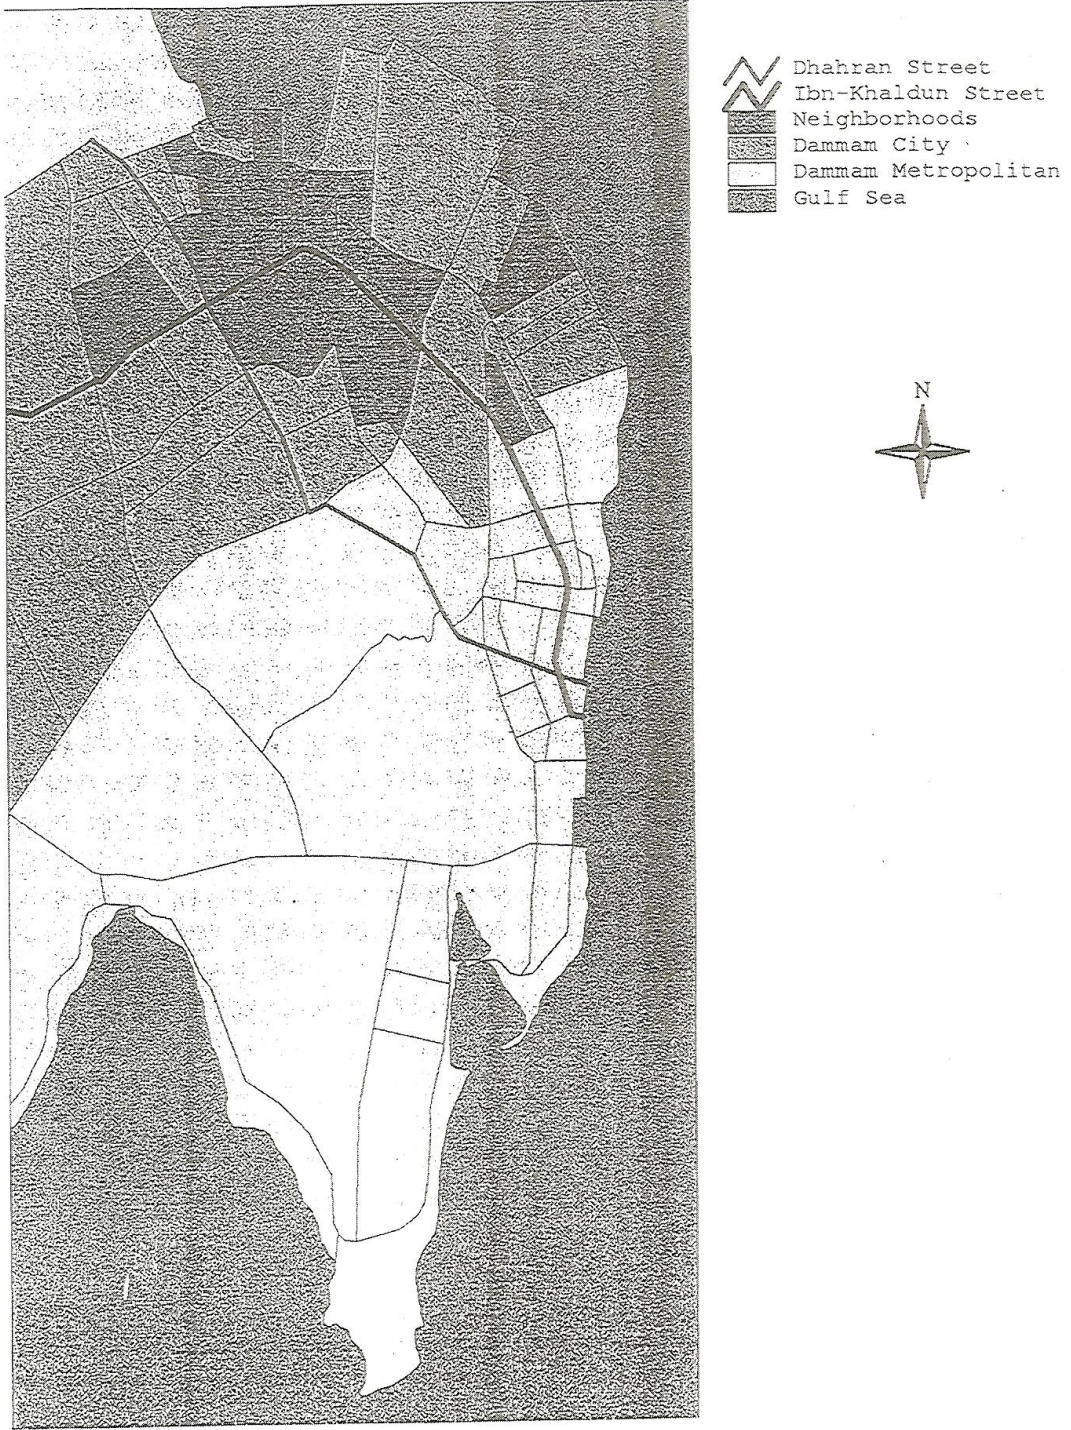 Dhahran Street
Ibn-Khaldun Street
Neighborhoods
Dammam City
Dammam Metropolitan
Gulf Sea
N